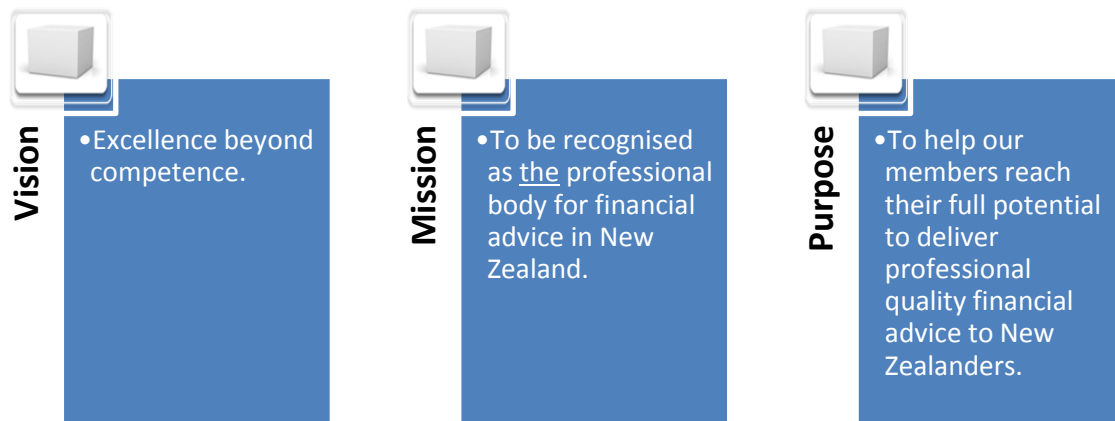 Vision
•Excellence beyond
competence.
Mission
•To be recognised
as the professional
body for financial
advice in New
Zealand.
Purpose
•To help our
members reach
their full potential
to deliver
professional
quality financial
advice to New
Zealanders.